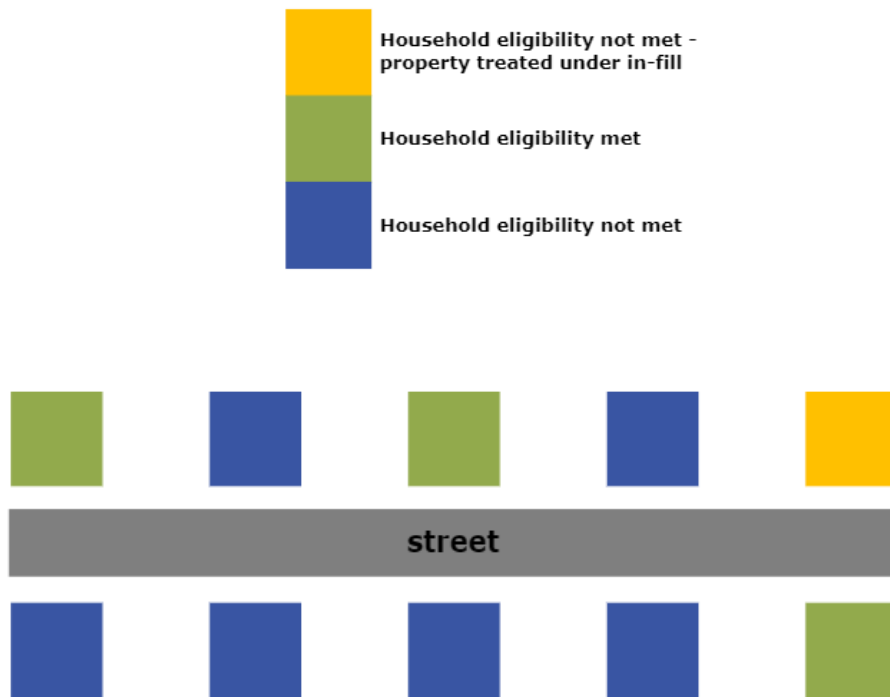 Household eligibility not met -
property treated under in-fill
Household eligibility met
Household eligibility not met
street